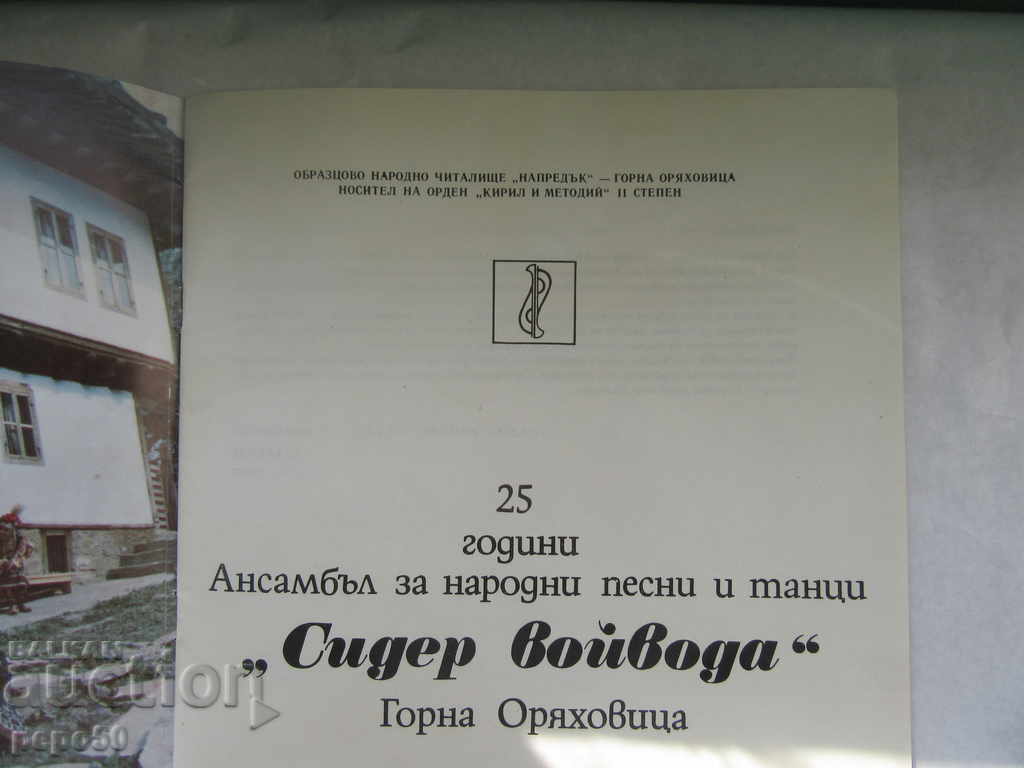 ОБРАЗЦОВО НАРОДНО ЧИТАЛИЩЕ „НАПРЕДЪК“ — ГОРНА ОРЯХОВИЦА
НОСИТЕЛ НА ОРДЕН „КИРИЛ И МЕТОДИЙ“ II СТЕПЕН
25
години
Ансамбъл за народни песни и танци
„Сидер войвода“
Горна Оряховица
BALKAN
auction
pepo50